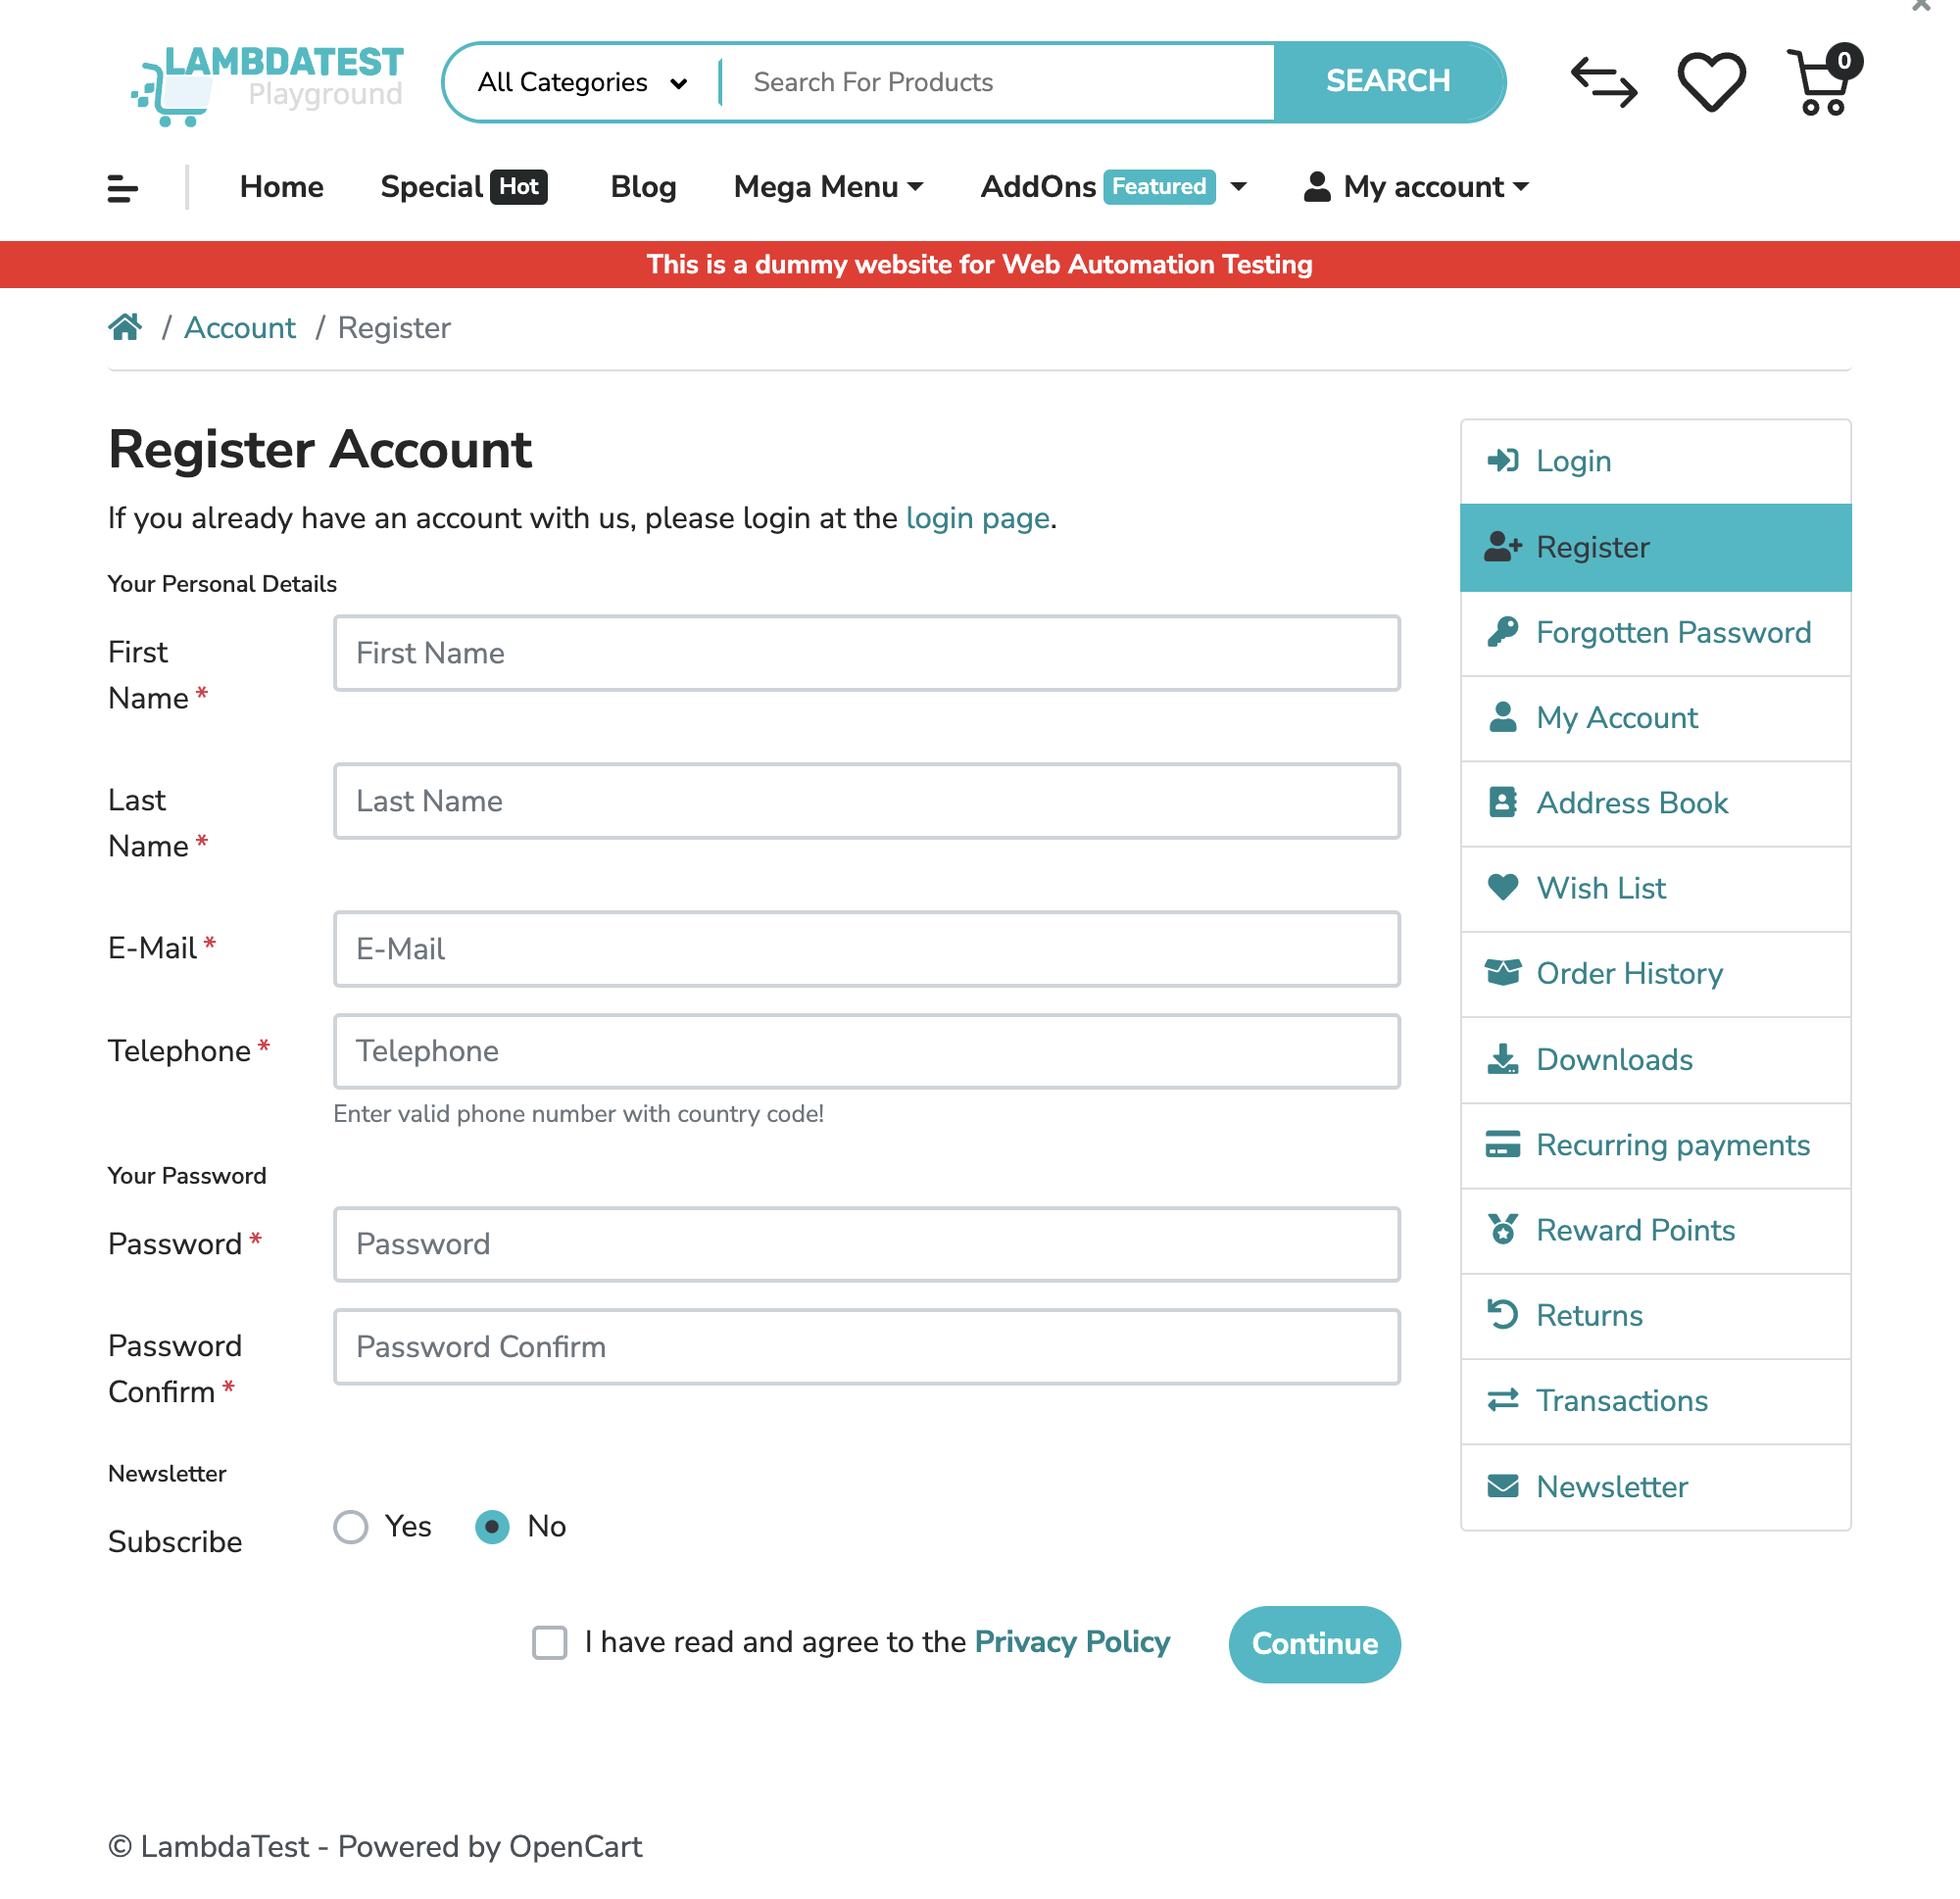 LAMBDATEST
Playground
All Categories
Search For Products
SEARCH
0
Home
Special Hot
Blog
Mega Menu
AddOns Featured
My account
This is a dummy website for Web Automation Testing
/ Account / Register
Register Account
If you already have an account with us, please login at the login page.
Your Personal Details
First
Name *
First Name
Last
Name *
Last Name
E-Mail *
E-Mail
Telephone *
Telephone
Enter valid phone number with country code!
Your Password
Password *
Password
Password
Confirm *
Password Confirm
Newsletter
Subscribe
Yes
No
I have read and agree to the Privacy Policy
Continue
Login
Register
Forgotten Password
My Account
Address Book
Wish List
Order History
Downloads
Recurring payments
Reward Points
Returns
Transactions
Newsletter
© LambdaTest - Powered by OpenCart